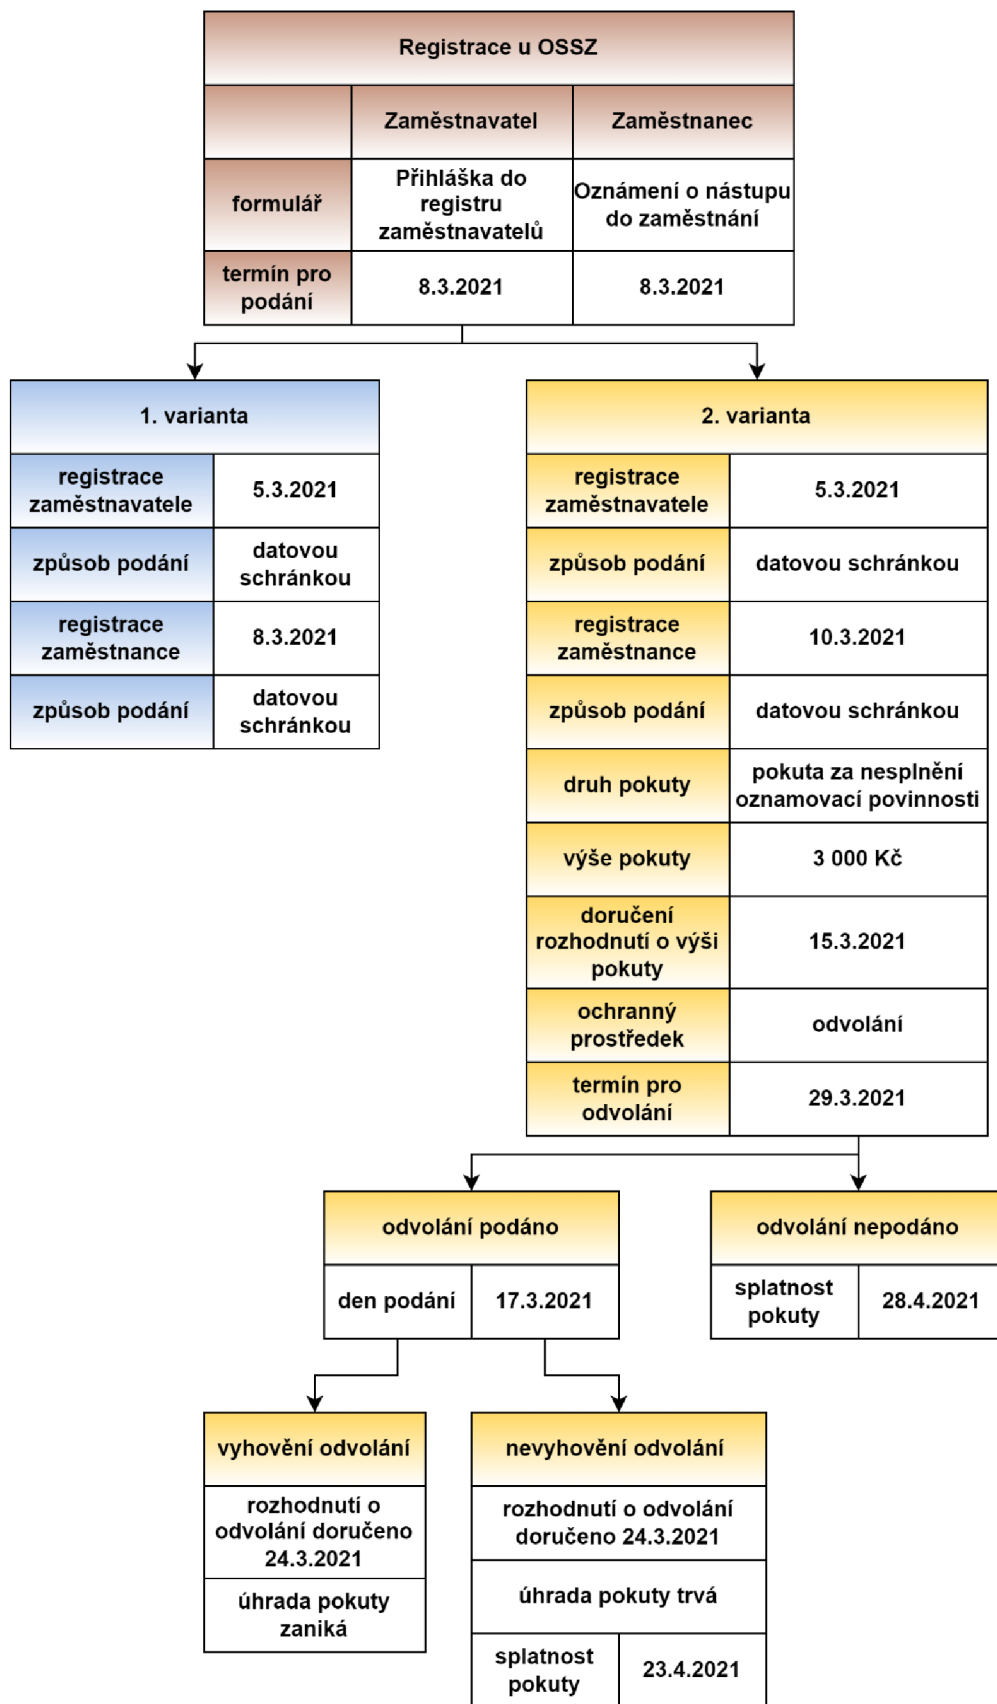 Registrace u OSSZ
Zaměstnavatel
Zaměstnanec
formulář
Přihláška do
registru
zaměstnavatelů
Oznámení o nástupu
do zaměstnání
termín pro
podání
8.3.2021
8.3.2021
1. varianta
registrace
zaměstnavatele
5.3.2021
způsob podání
datovou
schránkou
registrace
zaměstnance
8.3.2021
způsob podání
datovou
schránkou
2. varianta
registrace
zaměstnavatele
5.3.2021
způsob podání
datovou schránkou
registrace
zaměstnance
10.3.2021
způsob podání
datovou schránkou
druh pokuty
pokuta za nesplnění
oznamovací povinnosti
výše pokuty
3 000 Kč
doručení
rozhodnutí o výši
pokuty
15.3.2021
ochranný
prostředek
odvolání
termín pro
odvolání
29.3.2021
odvolání podáno
den podání
17.3.2021
odvolání nepodáno
splatnost
pokuty
28.4.2021
vyhovění odvolání
rozhodnutí o
odvolání doručeno
24.3.2021
úhrada pokuty
zaniká
nevyhovění odvolání
rozhodnutí o odvolání
doručeno 24.3.2021
úhrada pokuty trvá
splatnost
pokuty
23.4.2021